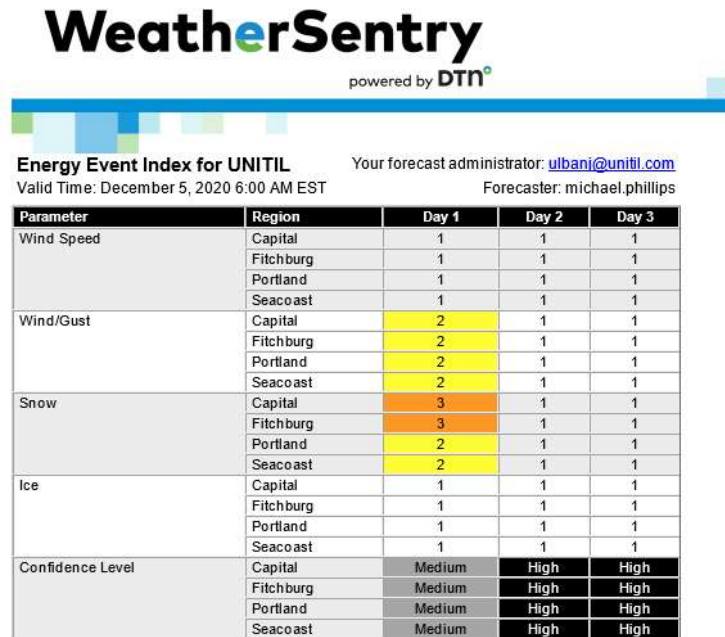 WeatherSentry
powered by DTN°
Energy Event Index for UNITIL Your forecast administrator: ulbanj@unitil.com
Valid Time: December 5, 2020 6:00 AM EST Forecaster: michael.phillips
Parameter Region Day 1 Day 2 Day 3
Wind Speed Capital 1 1 1
Fitchburg 1 1 1
Portland 1 1 1
Seacoast 1 1 1
Wind/Gust Capital 2 1 1
Fitchburg 2 1 1
Portland 2 1 1
Seacoast 2 1 1
Snow Capital 3 1 1
Fitchburg 3 1 1
Portland 2 1 1
Seacoast 2 1 1
Ice Capital 1 1 1
Fitchburg 1 1 1
Portland 1 1 1
Seacoast 1 1 1
Confidence Level Capital Medium High High
Fitchburg Medium High High
Portland Medium High High
Seacoast Medium High High